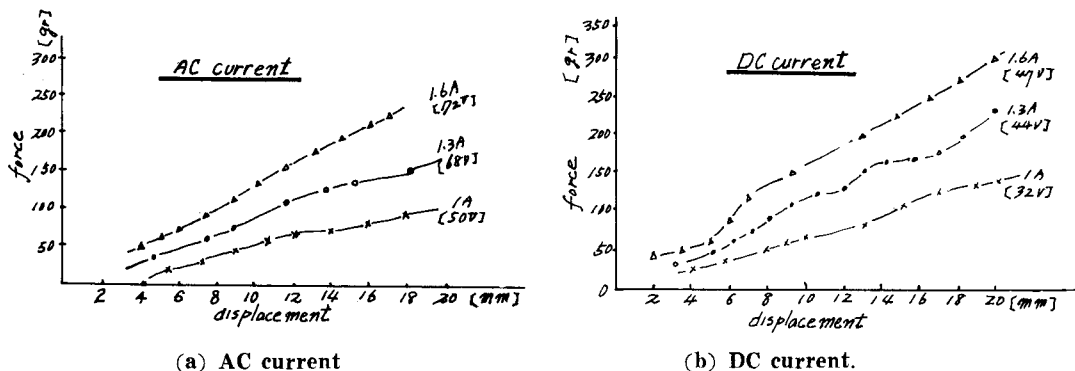 [gr]
force
300
250
200
150
100
50
AC current
1.6A
[72V]
1.3A
[68V]
1A
[50V]
2 4 6 8 10 12 14 16 18 20 [mm]
displacement
(a) AC current
[gr]
force
350
300
250
200
150
100
50
0
DC current
1.6A
[47V]
1.3A
[44V]
1A
[32V]
2 4 6 8 10 12 14 16 18 20 [mm]
displacement
(b) DC current.